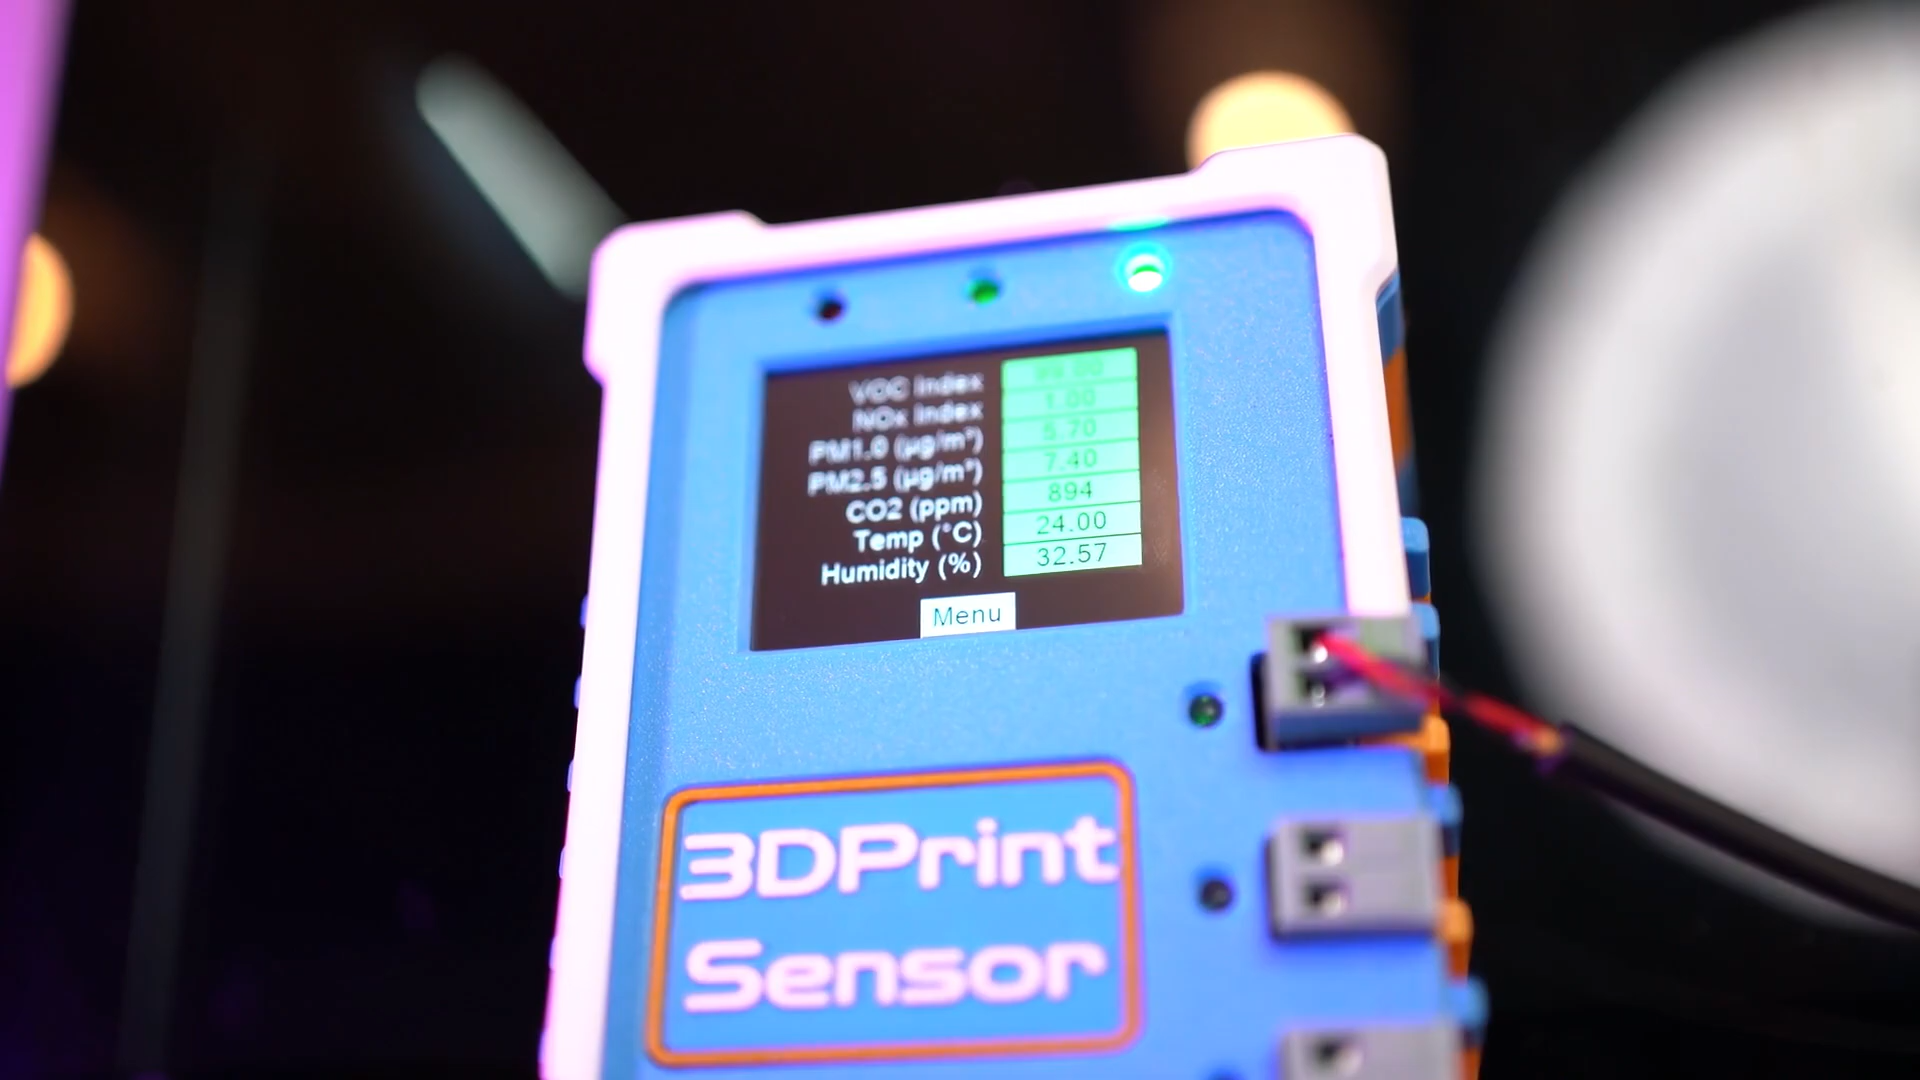 VOC Index
NOx Index 1.00
PM1.0 (µg/m³) 5.70
PM2.5 (µg/m³) 7.40
CO2 (ppm) 894
Temp (°C) 24.00
Humidity (%) 32.57
Menu
3DPrint
Sensor